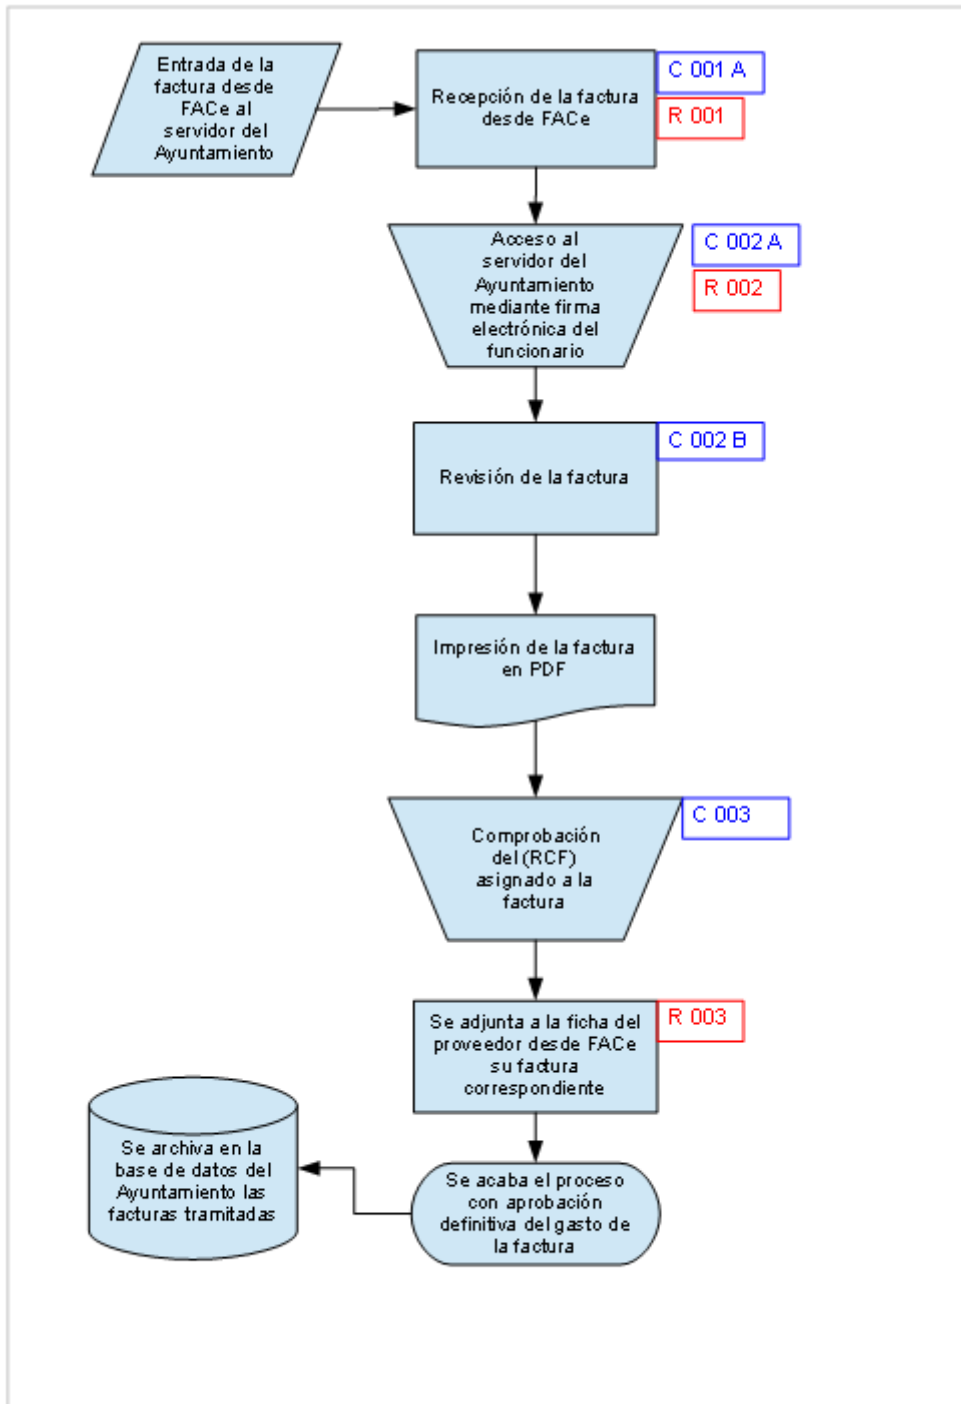 Entrada de la
factura desde
FACe al
servidor del
Ayuntamiento
Recepción de la factura
desde FACe
C 001 A
R 001
Acceso al
servidor del
Ayuntamiento
mediante firma
electrónica del
funcionario
C 002 A
R 002
Revisión de la factura
C 002 B
Impresión de la factura
en PDF
Comprobación
del (RCF)
asignado a la
factura
C 003
Se adjunta a la ficha del
proveedor desde FACe
su factura
correspondiente
R 003
Se acaba el proceso
con aprobación
definitiva del gasto de
la factura
Se archiva en la
base de datos del
Ayuntamiento las
facturas tramitadas